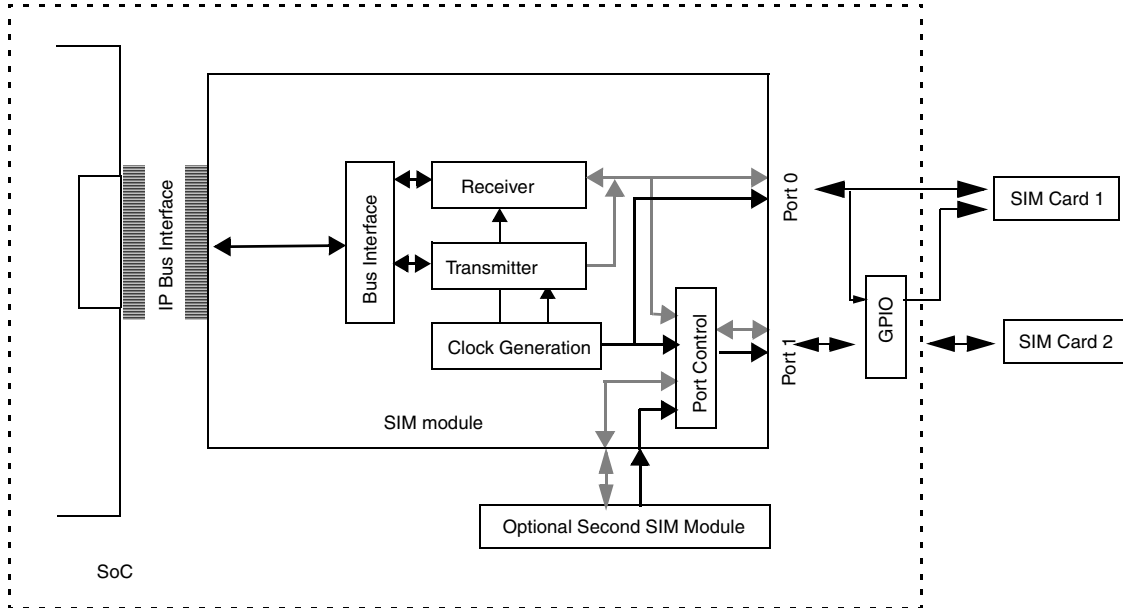 IP Bus Interface
Bus Interface
Receiver
Transmitter
Clock Generation
Port Control
SIM module
Port 0
Port 1
GPIO
SIM Card 1
SIM Card 2
Optional Second SIM Module
SoC